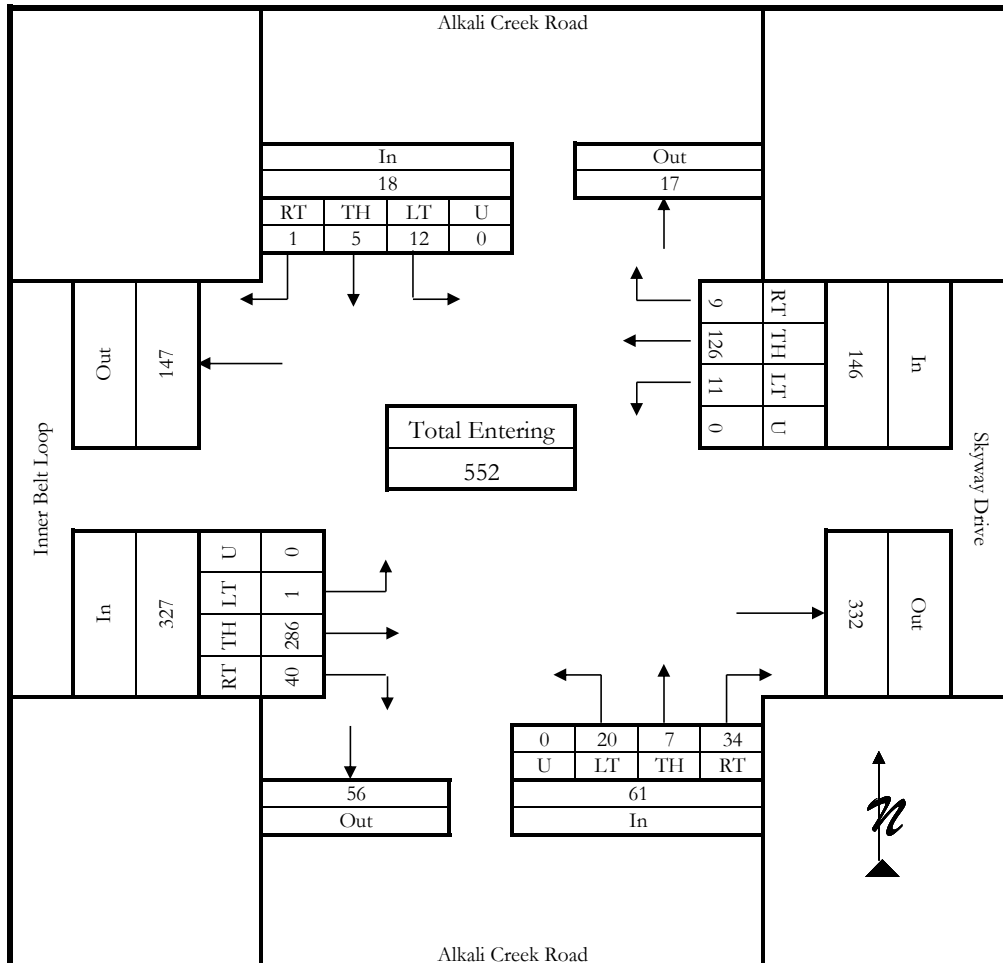 Alkali Creek Road
In
18
RT TH LT U
1 5 12 0
Out
17
Out
147
9 RT
126 TH
11 LT
0 U
146
In
Total Entering
552
Inner Belt Loop
Skyway Drive
In
327
U 0
LT 1
TH 286
RT 40
332
Out
0 20 7 34
U LT TH RT
61
In
56
Out
N
Alkali Creek Road